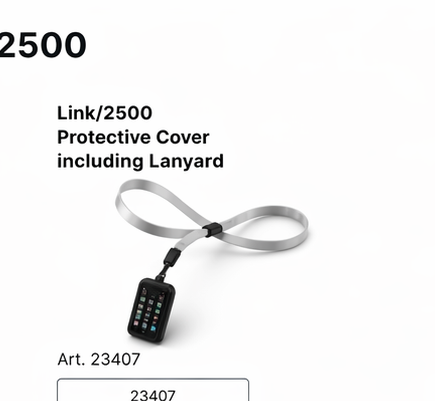 2500
Link/2500
Protective Cover
including Lanyard
Art. 23407
23407